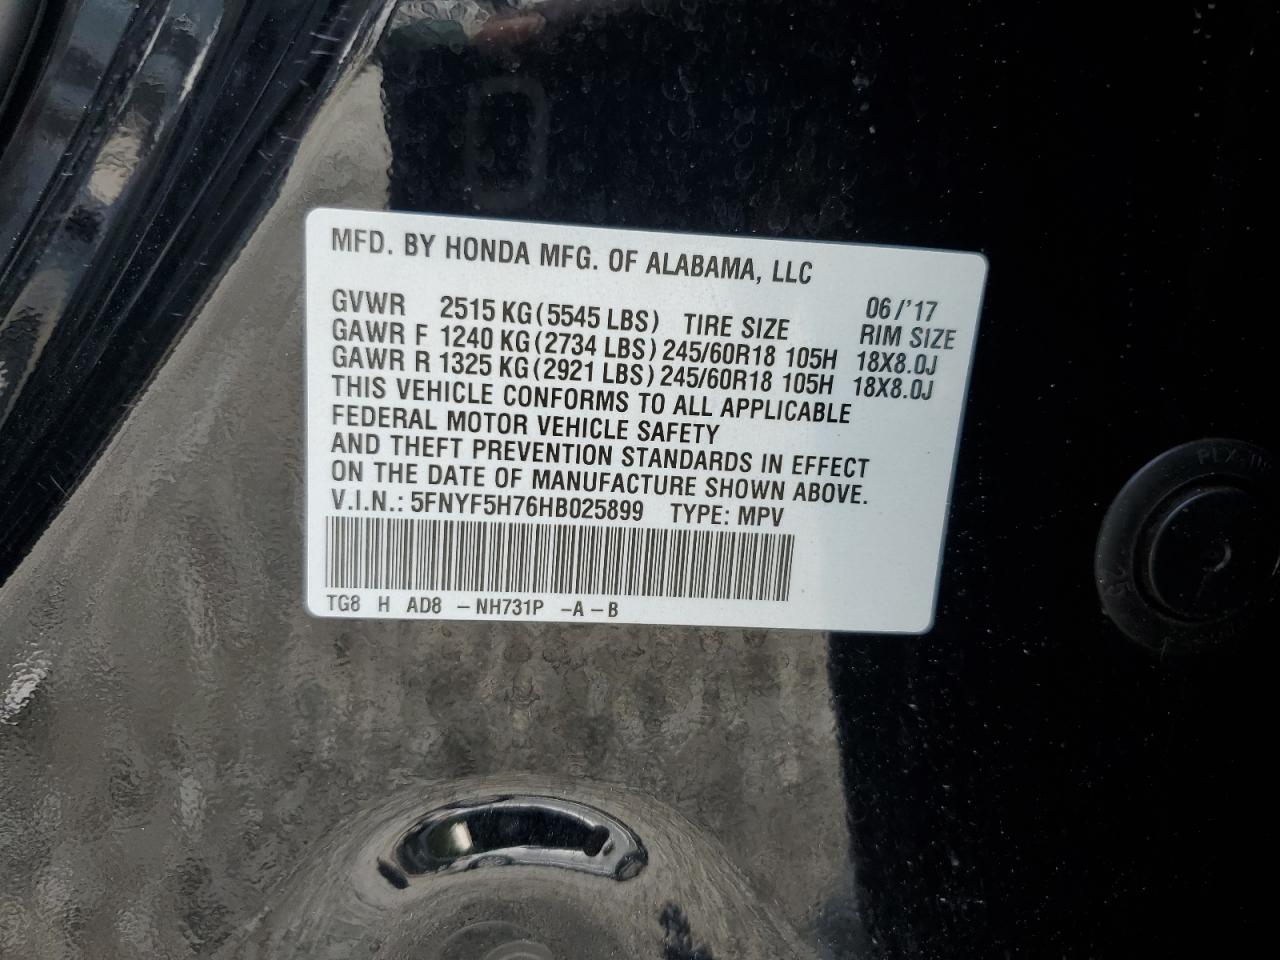 MFD. BY HONDA MFG. OF ALABAMA, LLC
06/'17
GVWR 2515 KG (5545 LBS) TIRE SIZE RIM SIZE
GAWR F 1240 KG (2734 LBS) 245/60R18 105H 18X8.0J
GAWR R 1325 KG (2921 LBS) 245/60R18 105H 18X8.0J
THIS VEHICLE CONFORMS TO ALL APPLICABLE
FEDERAL MOTOR VEHICLE SAFETY
AND THEFT PREVENTION STANDARDS IN EFFECT
ON THE DATE OF MANUFACTURE SHOWN ABOVE.
V.I.N.: 5FNYF5H76HB025899 TYPE: MPV
TG8 H AD8 – NH731P –A – B